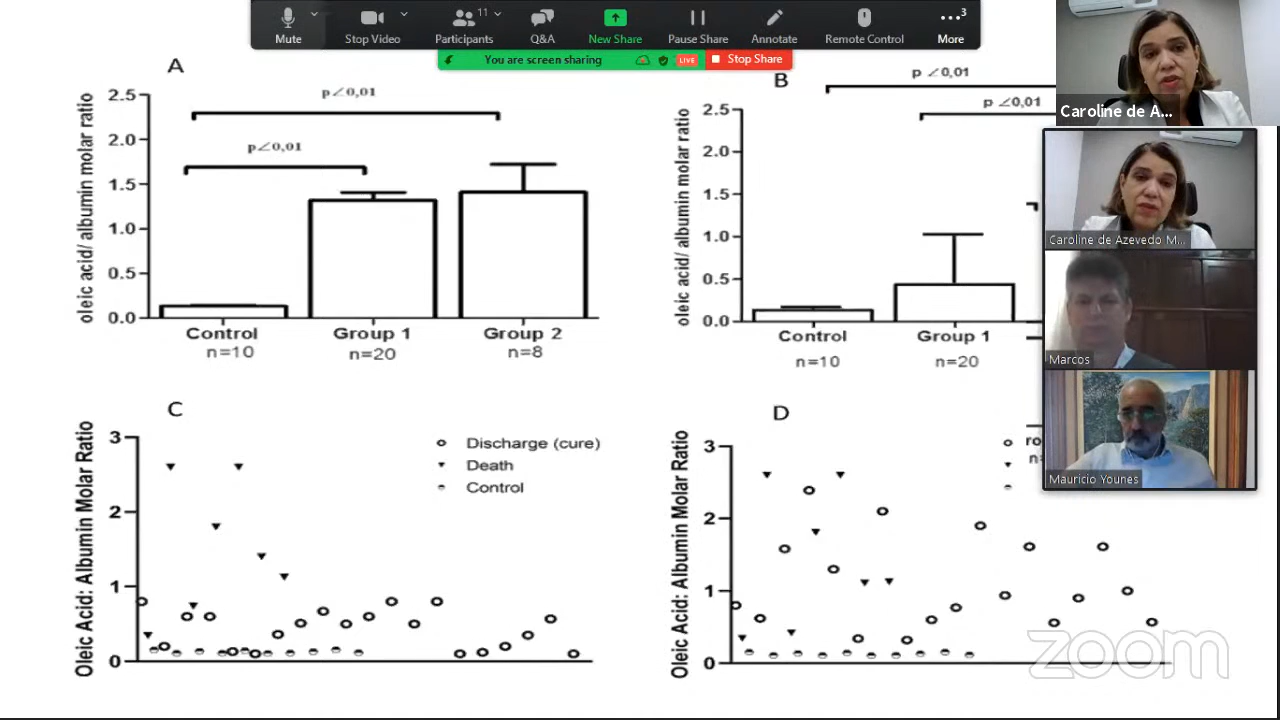 11
3
Mute
Stop Video
Participants
Q&A
New Share
Pause Share
Annotate
Remote Control
More
You are screen sharing
LIVE
Stop Share
Caroline de A...
Caroline de Azevedo M...
Marcos
Mauricio Younes
A
oleic acid/ albumin molar ratio
2.5
2.0
1.5
1.0
0.5
0.0
p∠0,01
p∠0,01
Control
Group 1
Group 2
n=10
n=20
n=8
B
oleic acid/ albumin molar ratio
2.5
2.0
1.5
1.0
0.5
0.0
p ∠0,01
p ∠0,01
Control
Group 1
n=10
n=20
C
Oleic Acid: Albumin Molar Ratio
3
2
1
0
Discharge (cure)
Death
Control
D
Oleic Acid: Albumin Molar Ratio
3
2
1
0
zoom